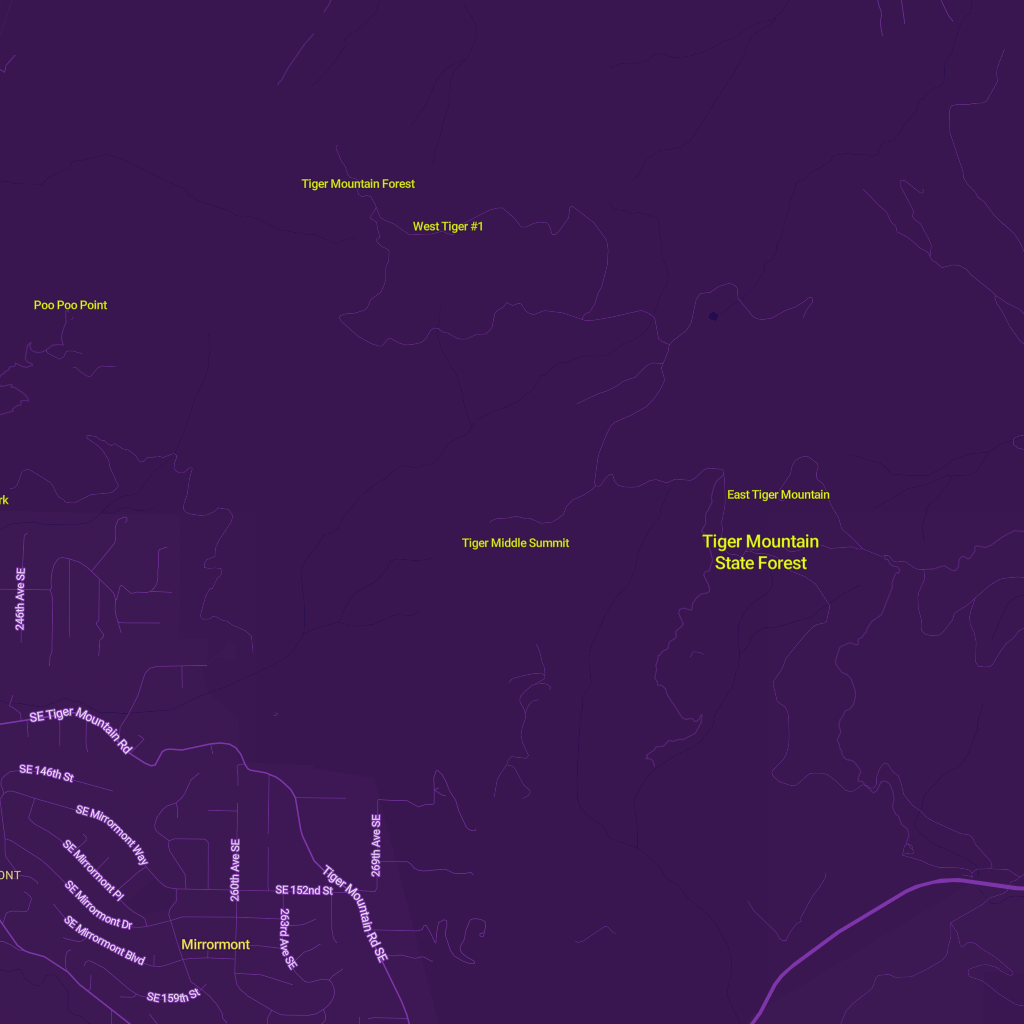 Tiger Mountain Forest
West Tiger #1
Poo Poo Point
East Tiger Mountain
rk
Tiger Middle Summit
Tiger Mountain
State Forest
246th Ave SE
SE Tiger Mountain Rd
SE 146th St
SE Mirrormont Way
SE Mirrormont Pl
269th Ave SE
260th Ave SE
ONT
SE 152nd St
Tiger Mountain Rd SE
SE Mirrormont Dr
SE Mirrormont Blvd
263rd Ave SE
Mirrormont
SE 159th St